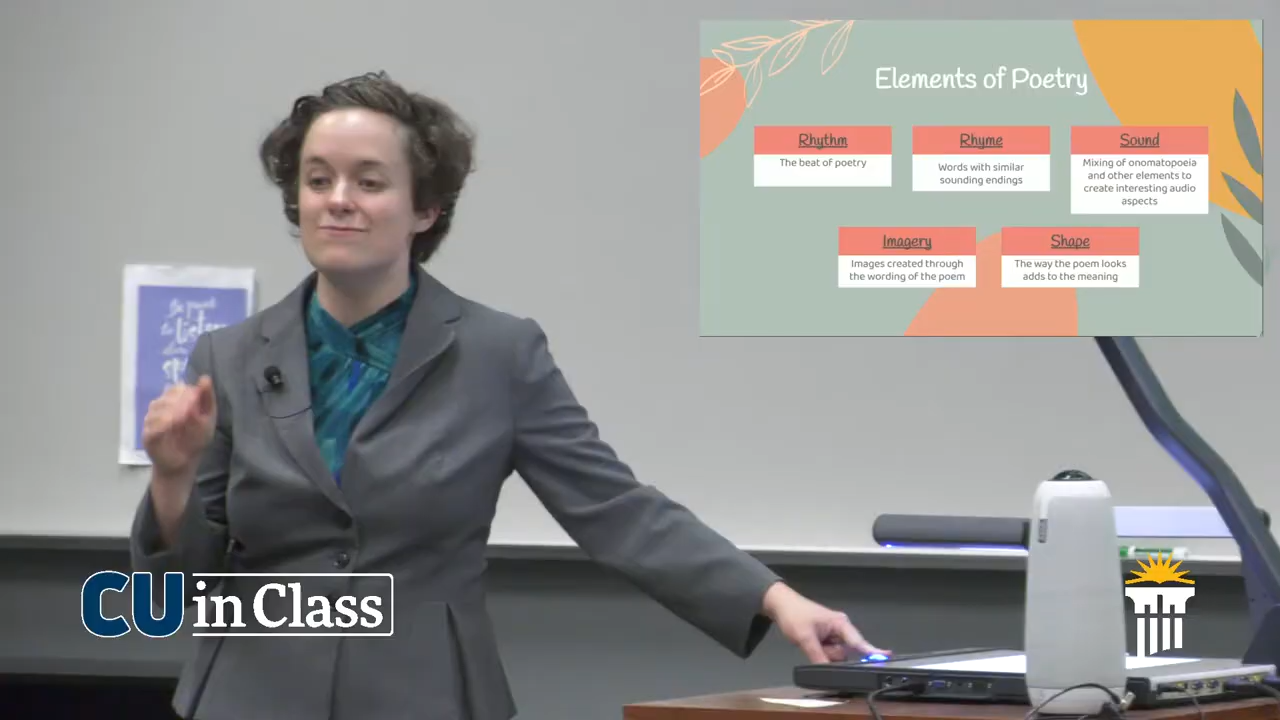 Elements of Poetry
Rhythm
The beat of poetry
Rhyme
Words with similar
sounding endings
Sound
Mixing of onomatopoeia
and other elements to
create interesting audio
aspects
Imagery
Images created through
the wording of the poem
Shape
The way the poem looks
adds to the meaning
CU in Class